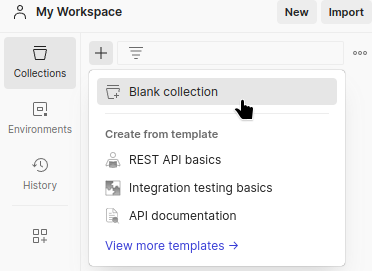 My Workspace
New
Import
Collections
Blank collection
Environments
Create from template
REST API basics
History
Integration testing basics
API documentation
View more templates →